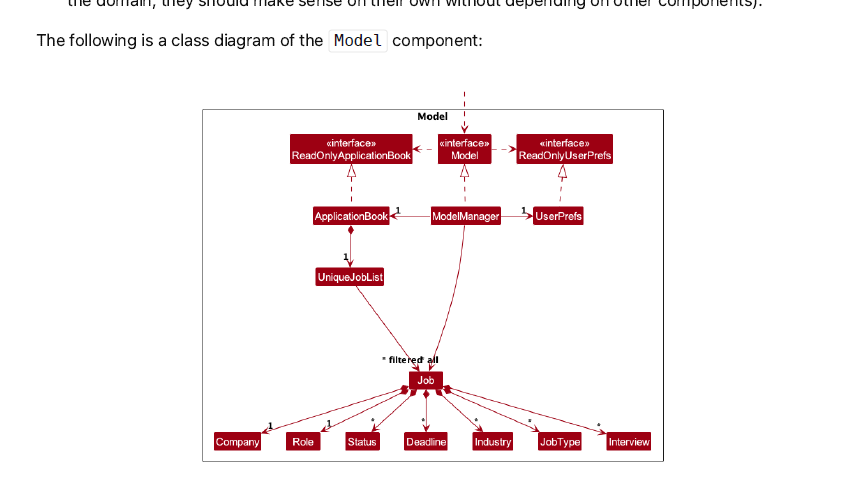 the domain, they should make sense on their own without depending on other components).
The following is a class diagram of the Model component:
Model
«interface»
ReadOnlyApplicationBook
«interface»
Model
«interface»
ReadOnlyUserPrefs
ApplicationBook
1
ModelManager
1
UserPrefs
1
UniqueJobList
* filtered
* all
Job
1
1
*
*
*
*
*
Company
Role
Status
Deadline
Industry
JobType
Interview